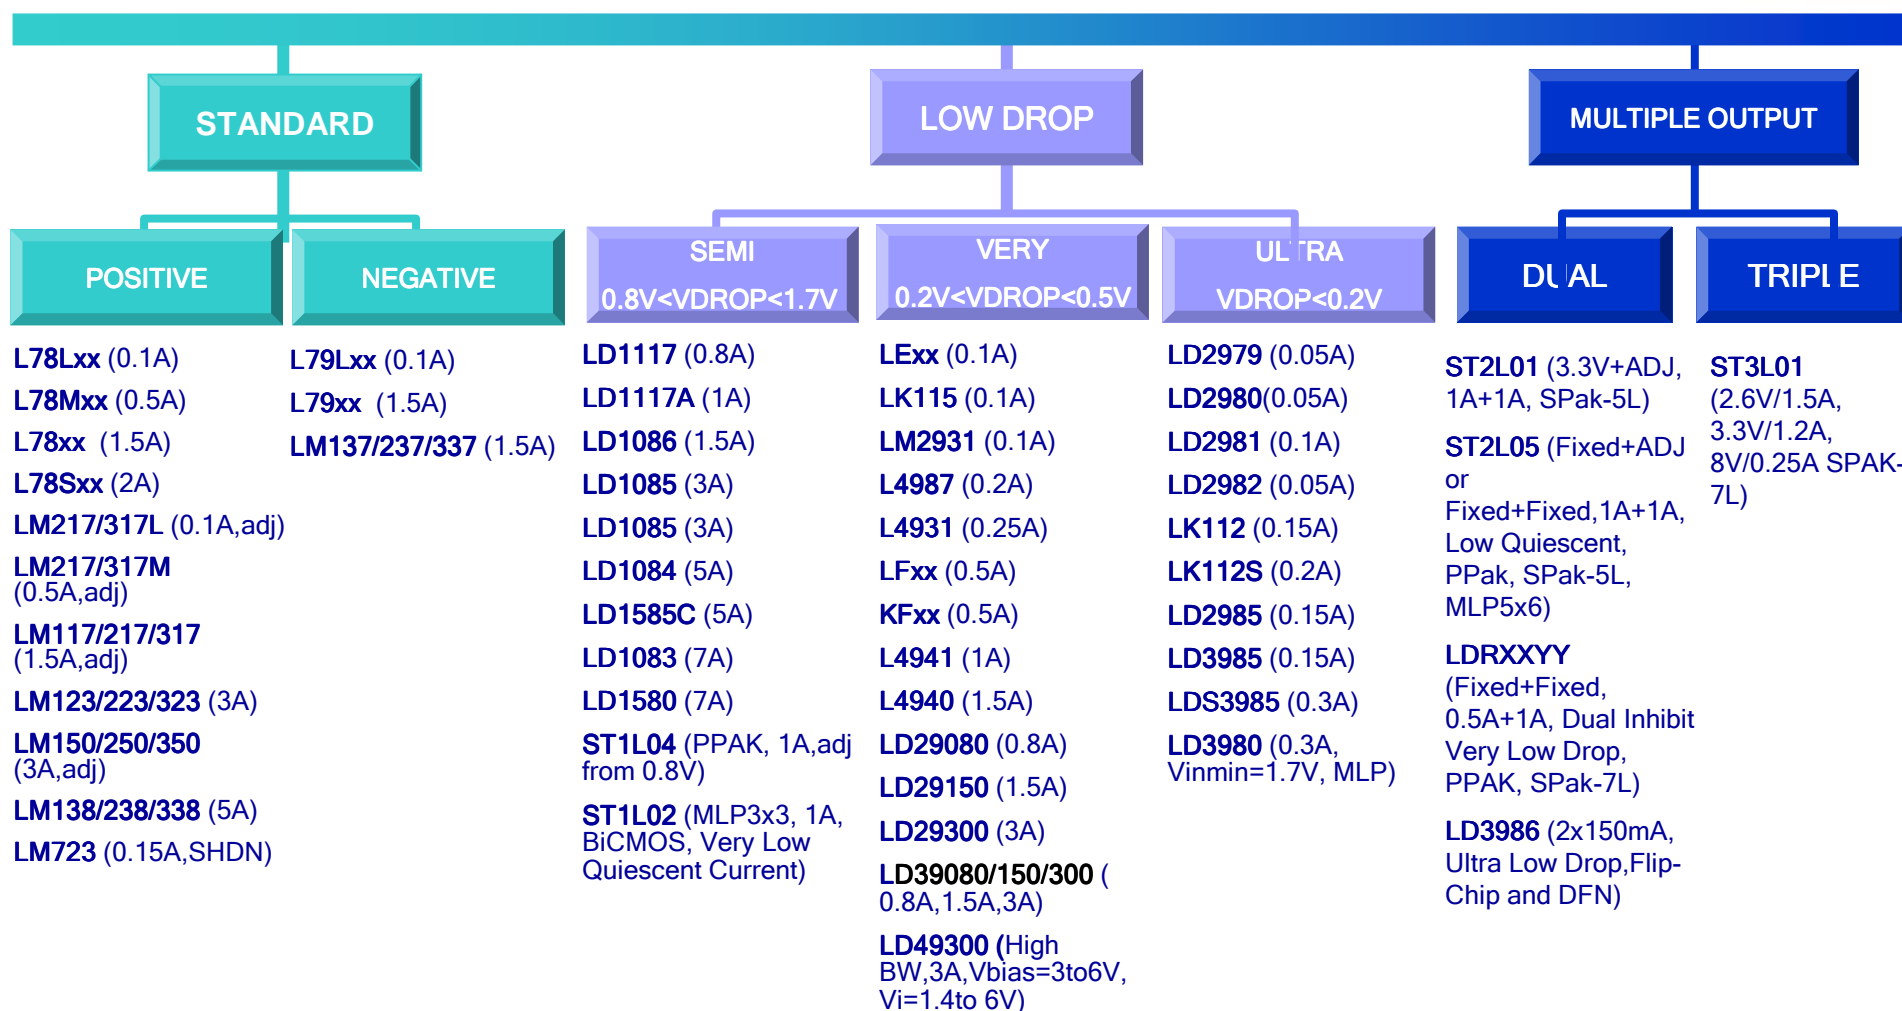 STANDARD
LOW DROP
MULTIPLE OUTPUT
POSITIVE
NEGATIVE
SEMI
0.8V<VDROP<1.7V
VERY
0.2V<VDROP<0.5V
ULTRA
VDROP<0.2V
DUAL
TRIPLE
L78Lxx (0.1A)
L78Mxx (0.5A)
L78xx (1.5A)
L78Sxx (2A)
LM217/317L (0.1A,adj)
LM217/317M
(0.5A,adj)
LM117/217/317
(1.5A,adj)
LM123/223/323 (3A)
LM150/250/350
(3A,adj)
LM138/238/338 (5A)
LM723 (0.15A,SHDN)
L79Lxx (0.1A)
L79xx (1.5A)
LM137/237/337 (1.5A)
LD1117 (0.8A)
LD1117A (1A)
LD1086 (1.5A)
LD1085 (3A)
LD1085 (3A)
LD1084 (5A)
LD1585C (5A)
LD1083 (7A)
LD1580 (7A)
ST1L04 (PPAK, 1A,adj
from 0.8V)
ST1L02 (MLP3x3, 1A,
BiCMOS, Very Low
Quiescent Current)
LExx (0.1A)
LK115 (0.1A)
LM2931 (0.1A)
L4987 (0.2A)
L4931 (0.25A)
LFxx (0.5A)
KFxx (0.5A)
L4941 (1A)
L4940 (1.5A)
LD29080 (0.8A)
LD29150 (1.5A)
LD29300 (3A)
LD39080/150/300 (
0.8A,1.5A,3A)
LD49300 (High
BW,3A,Vbias=3to6V,
Vi=1.4to 6V)
LD2979 (0.05A)
LD2980(0.05A)
LD2981 (0.1A)
LD2982 (0.05A)
LK112 (0.15A)
LK112S (0.2A)
LD2985 (0.15A)
LD3985 (0.15A)
LDS3985 (0.3A)
LD3980 (0.3A,
Vinmin=1.7V, MLP)
ST2L01 (3.3V+ADJ,
1A+1A, SPak-5L)
ST2L05 (Fixed+ADJ
or
Fixed+Fixed,1A+1A,
Low Quiescent,
PPak, SPak-5L,
MLP5x6)
LDRXXYY
(Fixed+Fixed,
0.5A+1A, Dual Inhibit
Very Low Drop,
PPAK, SPak-7L)
LD3986 (2x150mA,
Ultra Low Drop,Flip-
Chip and DFN)
ST3L01
(2.6V/1.5A,
3.3V/1.2A,
8V/0.25A SPAK-
7L)